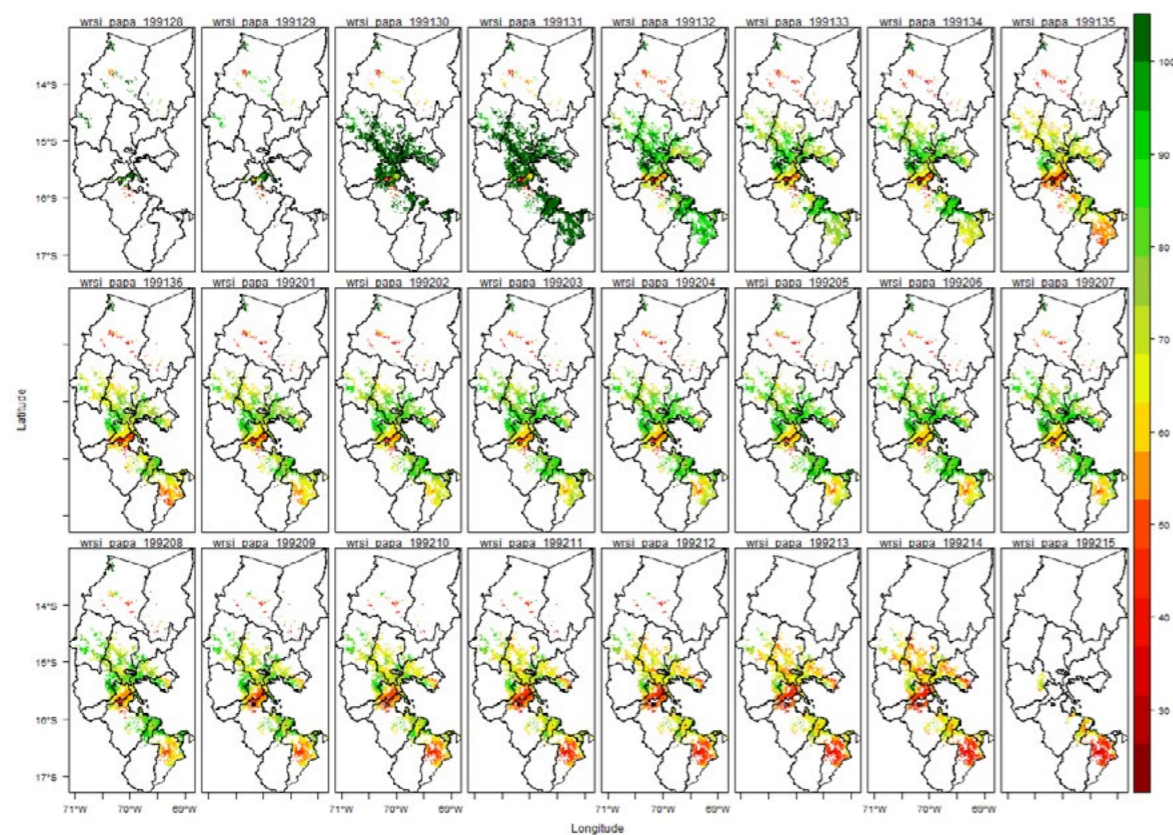 wrsi_papa_199128 wrsi_papa_199129 wrsi_papa_199130 wrsi_papa_199131 wrsi_papa_199132 wrsi_papa_199133 wrsi_papa_199134 wrsi_papa_199135
14°S
15°S
16°S
17°S
wrsi_papa_199136 wrsi_papa_199201 wrsi_papa_199202 wrsi_papa_199203 wrsi_papa_199204 wrsi_papa_199205 wrsi_papa_199206 wrsi_papa_199207
Latitude
wrsi_papa_199208 wrsi_papa_199209 wrsi_papa_199210 wrsi_papa_199211 wrsi_papa_199212 wrsi_papa_199213 wrsi_papa_199214 wrsi_papa_199215
14°S
15°S
16°S
17°S
71°W 70°W 69°W 71°W 70°W 69°W 71°W 70°W 69°W 71°W 70°W 69°W
Longitude
100
90
80
70
60
50
40
30